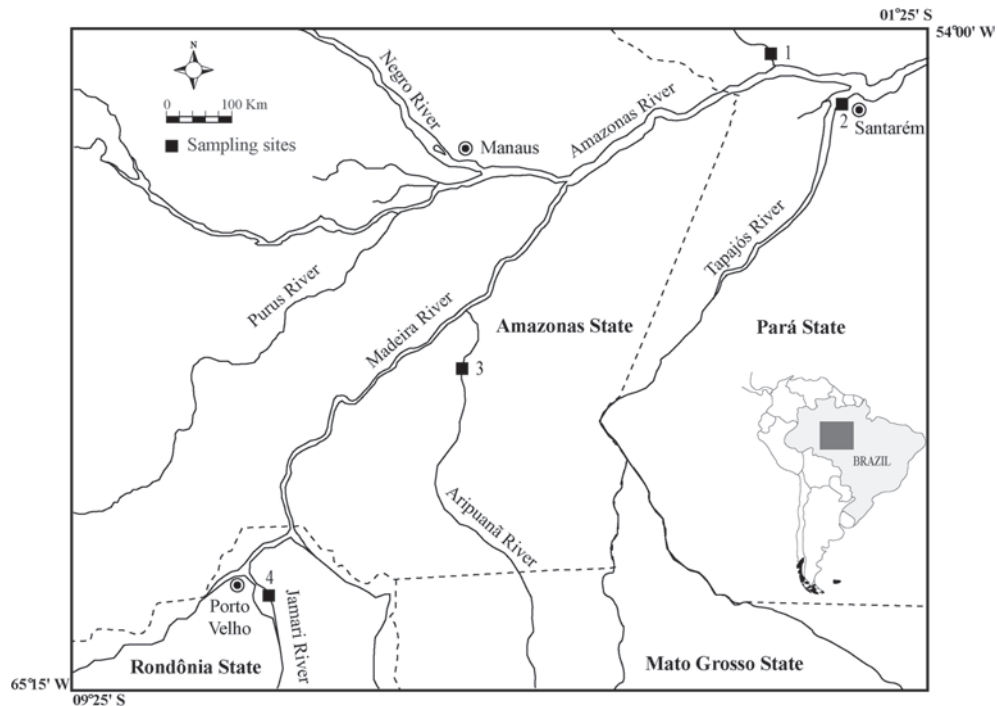 01°25' S
54°00' W
N
0 100 Km
Sampling sites
Negro River
Manaus
Amazonas River
1
2
Santarém
Tapajós River
Purus River
Madeira River
Amazonas State
Pará State
3
BRAZIL
Aripuanã River
4
Porto
Velho
Jamari River
Rondônia State
Mato Grosso State
65°15' W
09°25' S